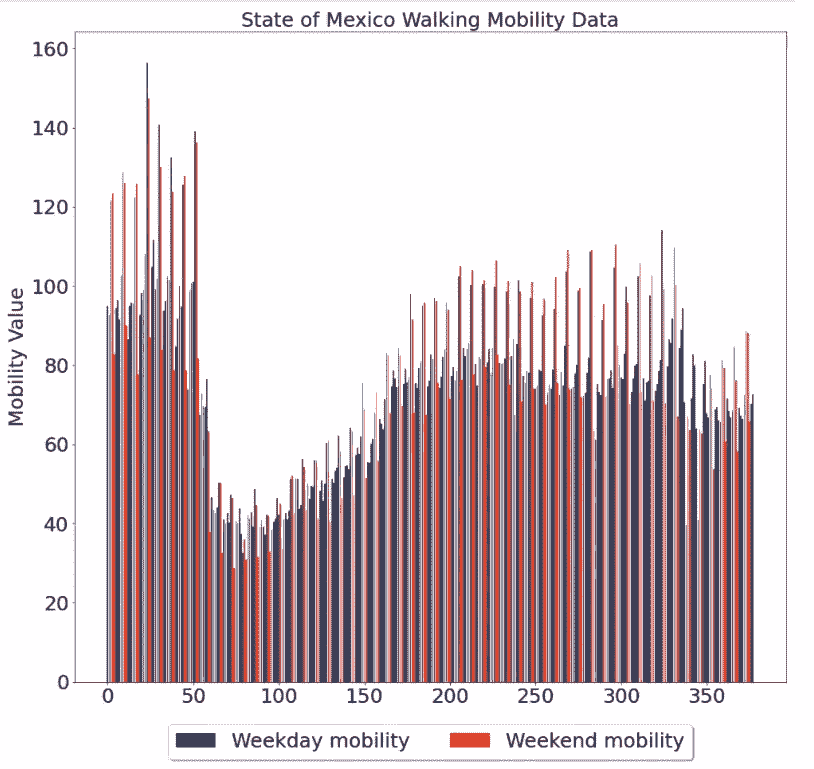 State of Mexico Walking Mobility Data
160
140
120
100
80
60
40
20
0
Mobility Value
0 50 100 150 200 250 300 350
Weekday mobility Weekend mobility